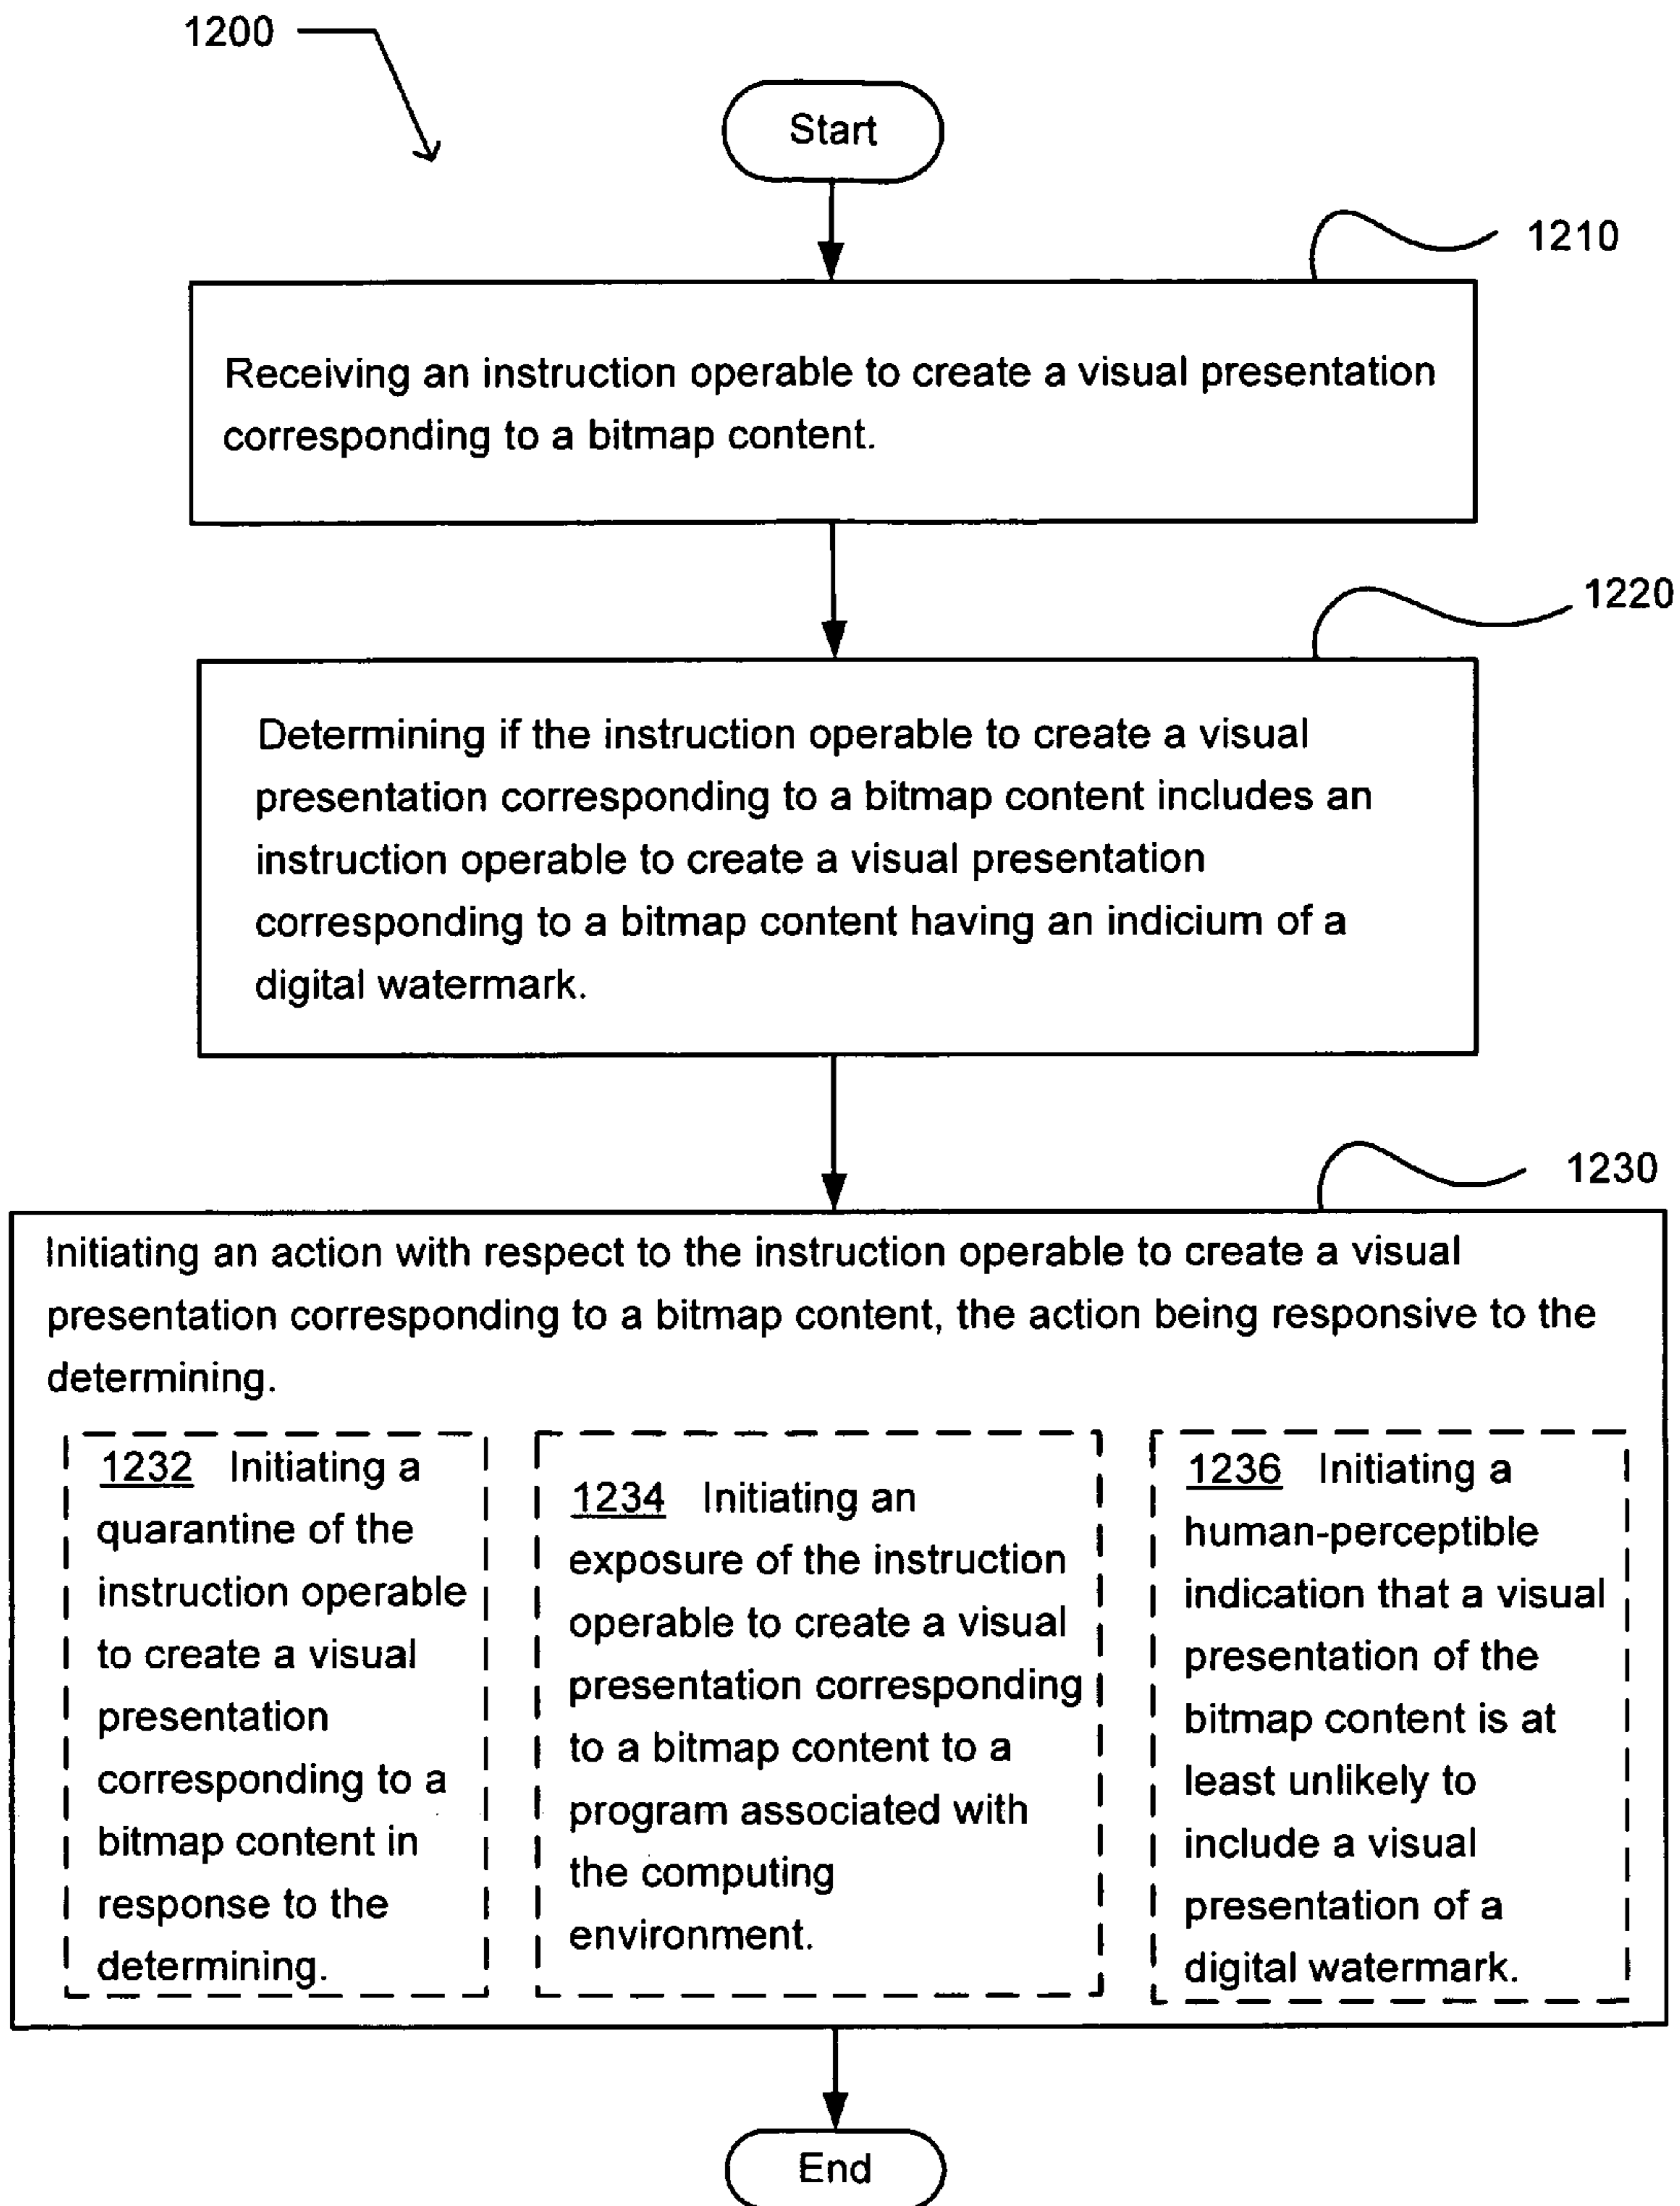 1200
Start
1210
Receiving an instruction operable to create a visual presentation
corresponding to a bitmap content.
1220
Determining if the instruction operable to create a visual
presentation corresponding to a bitmap content includes an
instruction operable to create a visual presentation
corresponding to a bitmap content having an indicium of a
digital watermark.
1230
Initiating an action with respect to the instruction operable to create a visual
presentation corresponding to a bitmap content, the action being responsive to the
determining.
1232 Initiating a
quarantine of the
instruction operable
to create a visual
presentation
corresponding to a
bitmap content in
response to the
determining.
1234 Initiating an
exposure of the instruction
operable to create a visual
presentation corresponding
to a bitmap content to a
program associated with
the computing
environment.
1236 Initiating a
human-perceptible
indication that a visual
presentation of the
bitmap content is at
least unlikely to
include a visual
presentation of a
digital watermark.
End